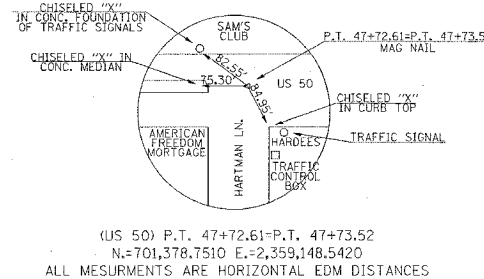 CHISELED "X"
IN CONC. FOUNDATION
OF TRAFFIC SIGNALS
SAM'S
CLUB
P.T. 47+72.61=P.T. 47+73.52
MAG NAIL
CHISELED "X" IN
CONC. MEDIAN
82.55'
75.30'
84.95'
US 50
CHISELED "X"
IN CURB TOP
AMERICAN
FREEDOM
MORTGAGE
HARTMAN LN.
HARDEES
TRAFFIC SIGNAL
TRAFFIC
CONTROL
BOX
(US 50) P.T. 47+72.61=P.T. 47+73.52
N.=701,378.7510 E.=2,359,148.5420
ALL MESURMENTS ARE HORIZONTAL EDM DISTANCES